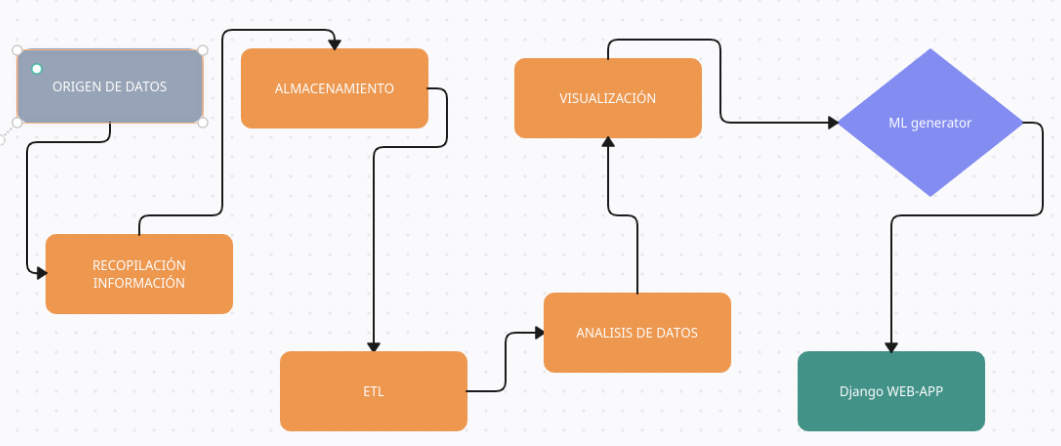 ORIGEN DE DATOS
RECOPILACIÓN
INFORMACIÓN
ALMACENAMIENTO
ETL
ANALISIS DE DATOS
VISUALIZACIÓN
ML generator
Django WEB-APP